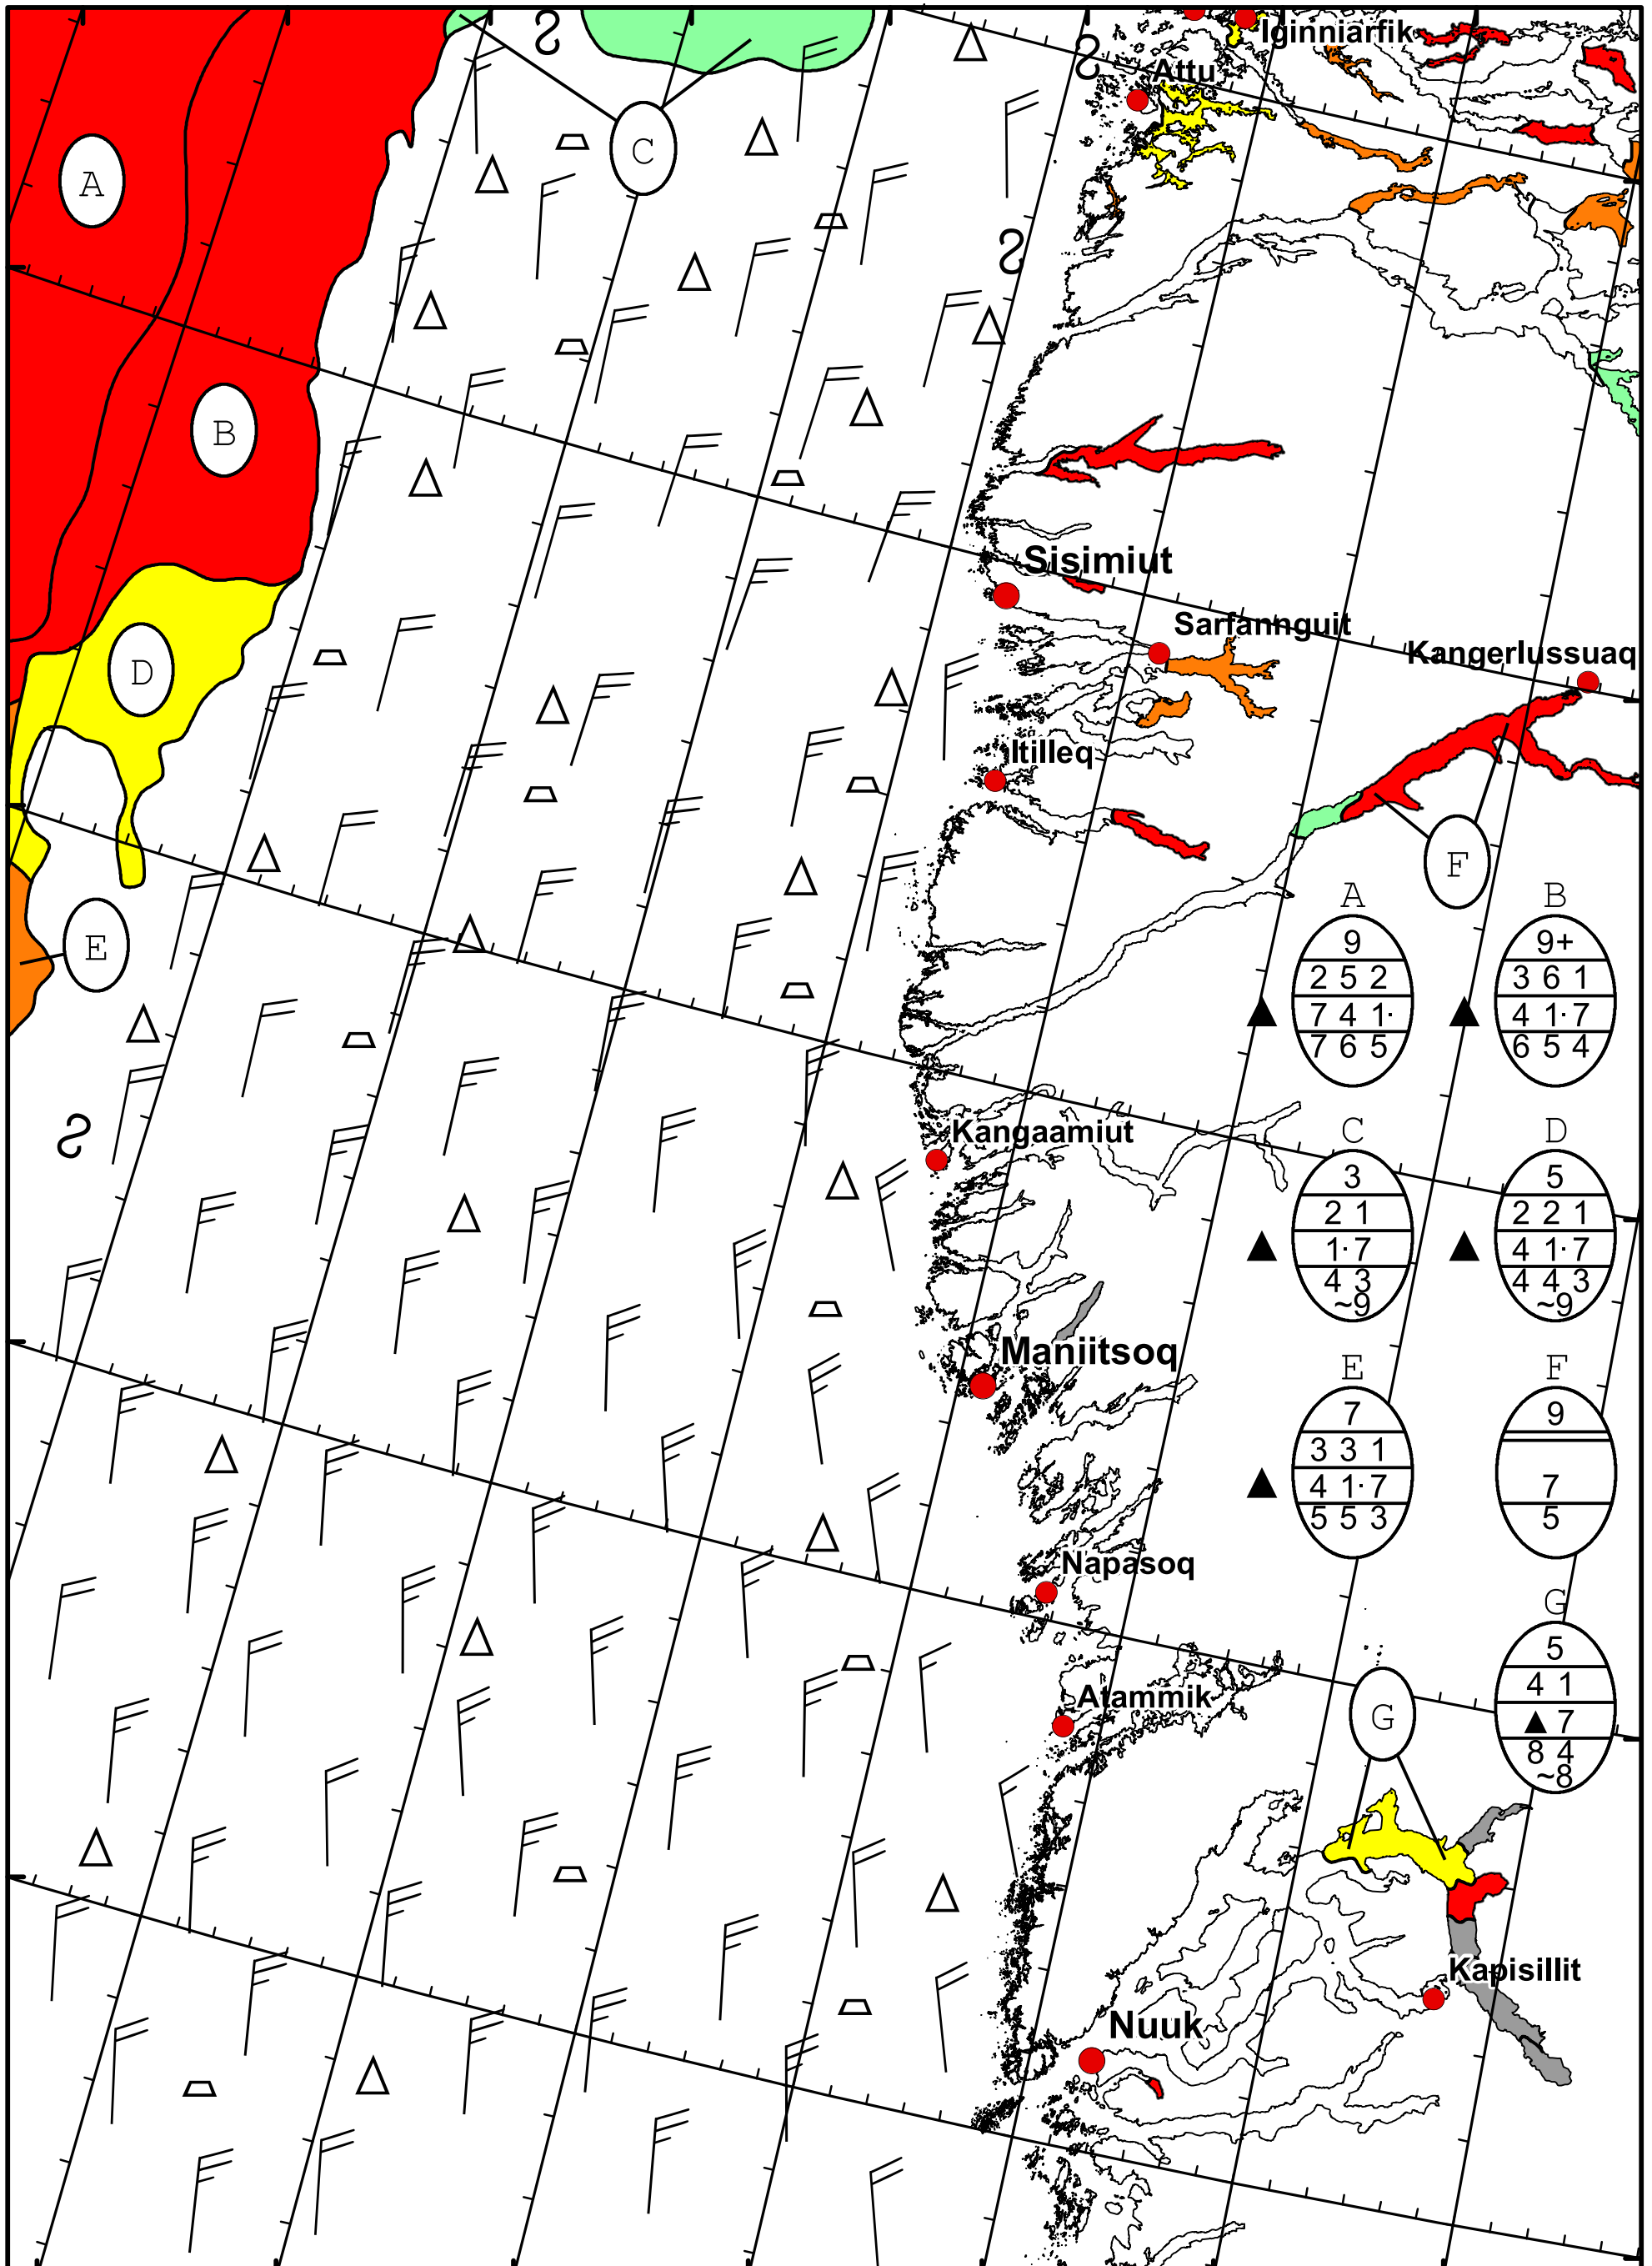 Iginniarfik
Attu
C
A
B
Sisimiut
Sarfannguit
Kangerlussuaq
D
Itilleq
F
E
A
9
2 5 2
7 4 1·
7 6 5
B
9+
3 6 1
4 1· 7
6 5 4
Kangaamiut
C
3
2 1
1· 7
4 3
~9
D
5
2 2 1
4 1· 7
4 4 3
~9
Maniitsoq
E
7
3 3 1
4 1· 7
5 5 3
F
9
7
5
Napasoq
G
5
4 1
▲ 7
8 4
~8
Atammik
G
Kapisillit
Nuuk